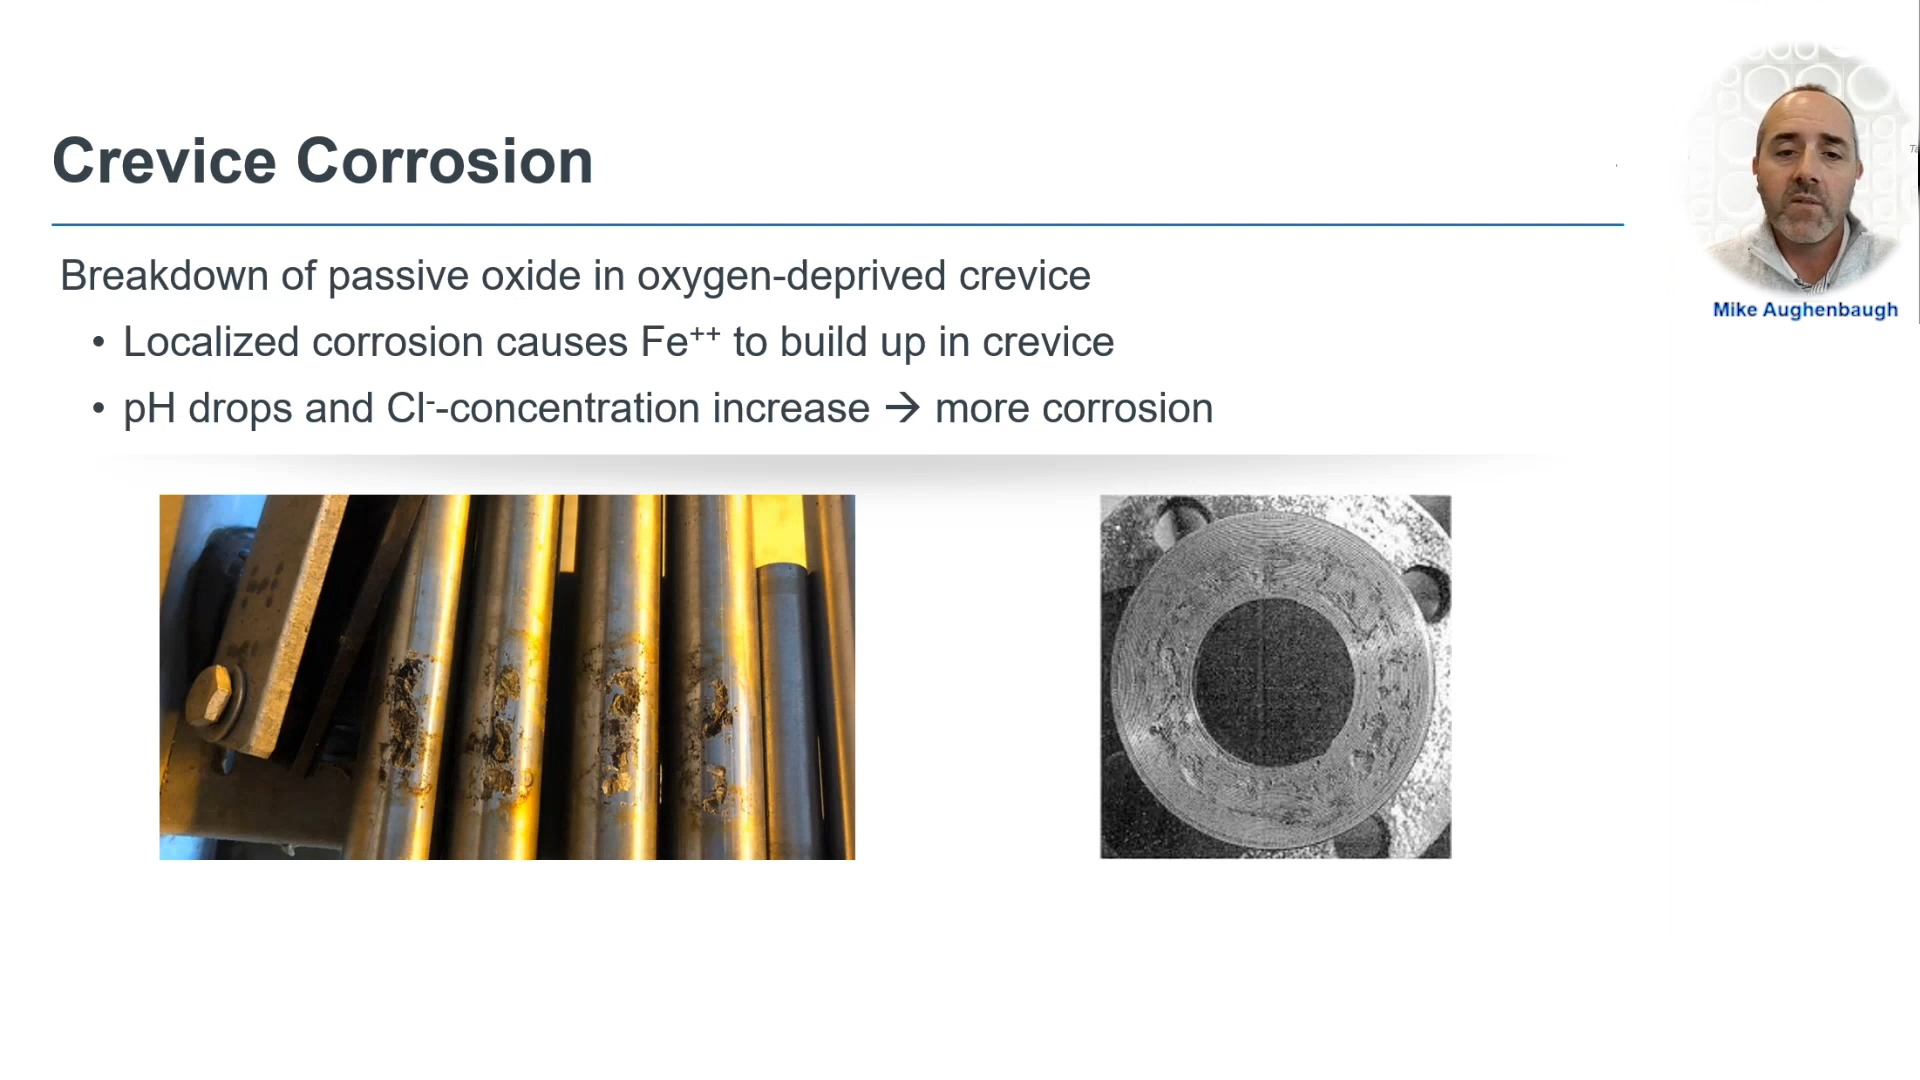 Crevice Corrosion
Breakdown of passive oxide in oxygen-deprived crevice
• Localized corrosion causes Fe⁺⁺ to build up in crevice
• pH drops and Cl⁻-concentration increase → more corrosion
Mike Aughenbaugh